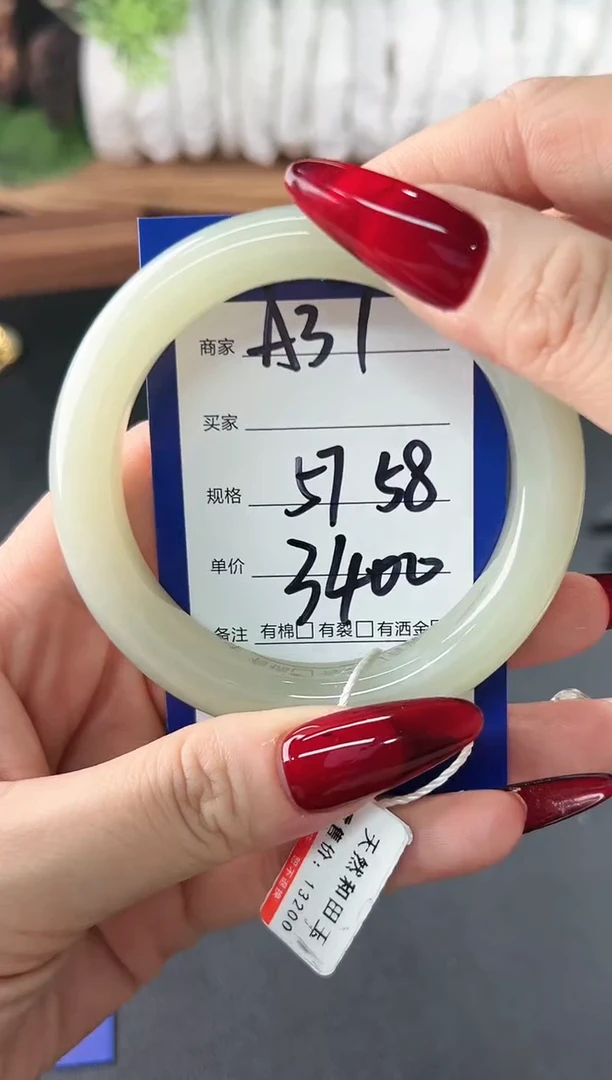 商家 A31
买家
规格 57 58
单价 3400
备注 有棉□ 有裂□ 有洒金□
天然和田玉
售价：13200